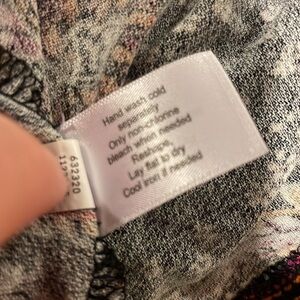 Hand wash cold
separately
Only non-chlorine
bleach when needed
Reshape,
Lay flat to dry
Cool iron if needed
632320